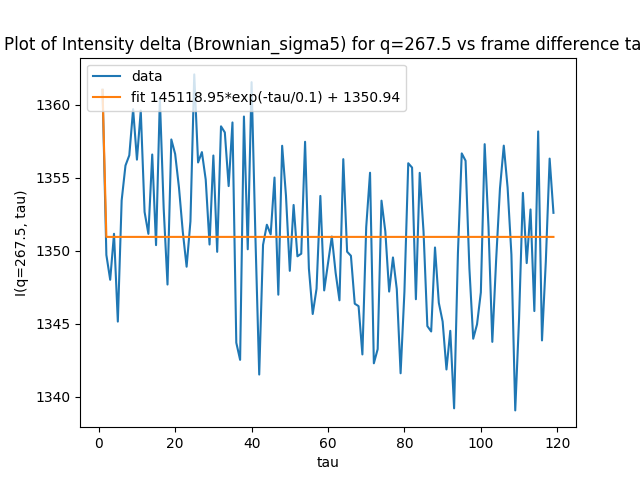 Plot of Intensity delta (Brownian_sigma5) for q=267.5 vs frame difference ta
data
fit 145118.95*exp(-tau/0.1) + 1350.94
1360
1355
1350
1345
1340
I(q=267.5, tau)
0 20 40 60 80 100 120
tau